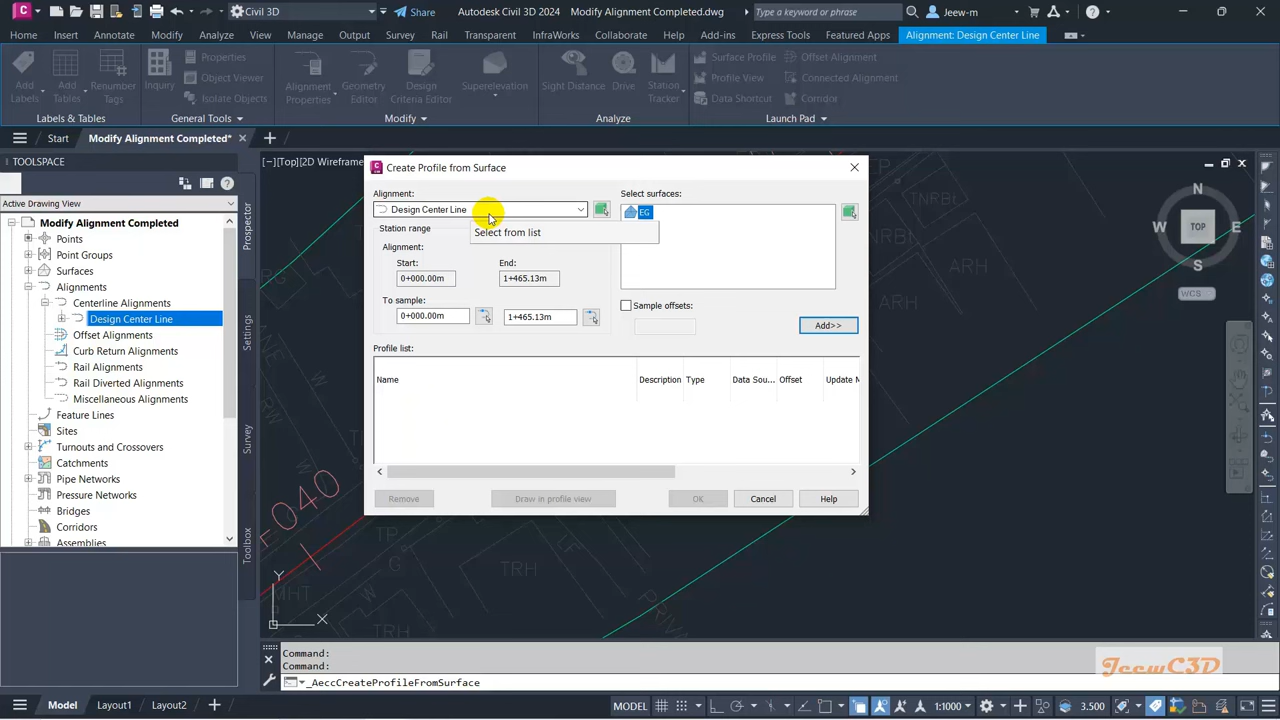 Civil 3D
Share
Autodesk Civil 3D 2024 Modify Alignment Completed.dwg
Type a keyword or phrase
Jeew-m
Home Insert Annotate Modify Analyze View Manage Output Survey Rail Transparent InfraWorks Collaborate Help Add-ins Express Tools Featured Apps Alignment: Design Center Line
Add Labels
Add Tables
Renumber Tags
Inquiry
Properties
Object Viewer
Isolate Objects
Alignment Properties
Geometry Editor
Design Criteria Editor
Superelevation
Sight Distance
Drive
Station Tracker
Surface Profile
Profile View
Data Shortcut
Offset Alignment
Connected Alignment
Corridor
Labels & Tables
General Tools
Modify
Analyze
Launch Pad
Start
Modify Alignment Completed*
TOOLSPACE
Active Drawing View
Modify Alignment Completed
Points
Point Groups
Surfaces
Alignments
Centerline Alignments
Design Center Line
Offset Alignments
Curb Return Alignments
Rail Alignments
Rail Diverted Alignments
Miscellaneous Alignments
Feature Lines
Sites
Turnouts and Crossovers
Catchments
Pipe Networks
Pressure Networks
Bridges
Corridors
Assemblies
Prospector
Settings
Survey
Toolbox
[−][Top][2D Wireframe
Create Profile from Surface
Alignment:
Design Center Line
Select from list
Station range
Alignment:
Start: End:
0+000.00m 1+465.13m
To sample:
0+000.00m 1+465.13m
Select surfaces:
EG
Sample offsets:
Add>>
Profile list:
Name Description Type Data Sou... Offset Update M
Remove Draw in profile view OK Cancel Help
N
W TOP E
S
WCS
TNRBt
ARH
ARH
RW
W
TP
G
TRH
MHT
Y
X
Command:
Command:
_AeccCreateProfileFromSurface
JeewC3D
Model Layout1 Layout2
MODEL
1:1000
3.500